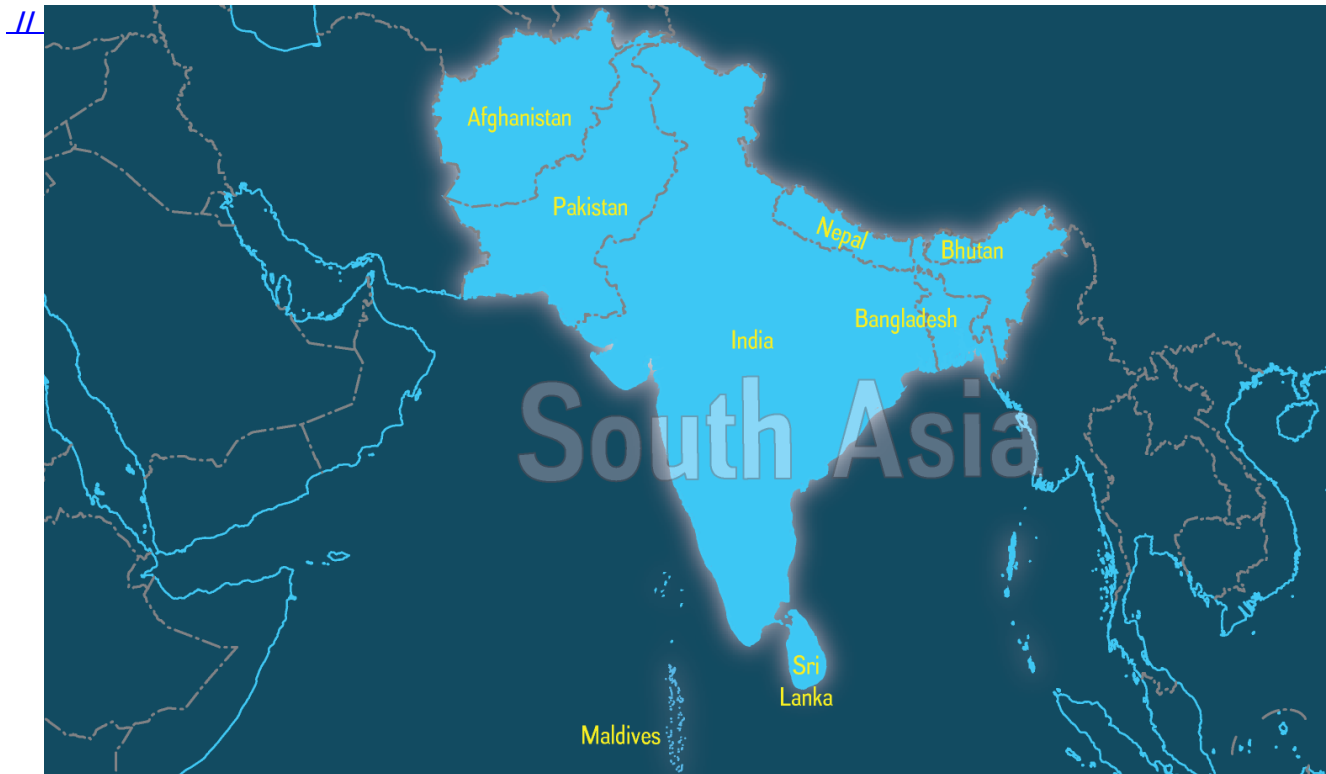 //
Afghanistan
Pakistan
Nepal
Bhutan
Bangladesh
India
South Asia
Sri
Lanka
Maldives